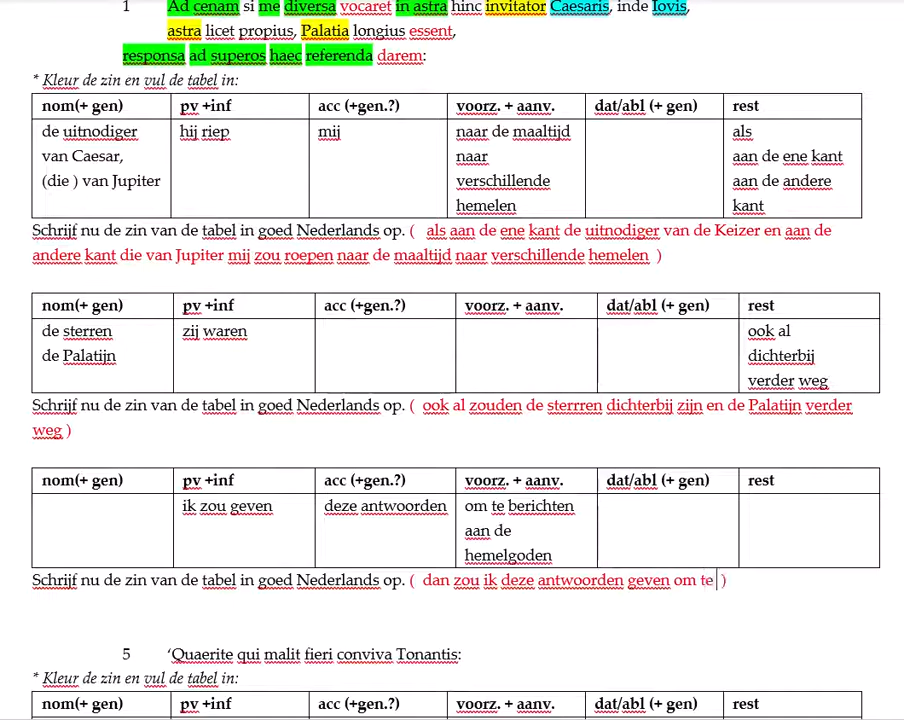 1 Ad cenam si me diversa vocaret in astra hinc invitator Caesaris, inde Iovis,
astra licet propius, Palatia longius essent,
responsa ad superos haec referenda darem:
* Kleur de zin en vul de tabel in:
nom(+ gen) pv +inf acc (+gen.?) voorz. + aanv. dat/abl (+ gen) rest
de uitnodiger hij riep mij naar de maaltijd als
van Caesar, naar aan de ene kant
(die ) van Jupiter verschillende aan de andere
hemelen kant
Schrijf nu de zin van de tabel in goed Nederlands op. ( als aan de ene kant de uitnodiger van de Keizer en aan de
andere kant die van Jupiter mij zou roepen naar de maaltijd naar verschillende hemelen )
nom(+ gen) pv +inf acc (+gen.?) voorz. + aanv. dat/abl (+ gen) rest
de sterren zij waren ook al
de Palatijn dichterbij
verder weg
Schrijf nu de zin van de tabel in goed Nederlands op. ( ook al zouden de sterrren dichterbij zijn en de Palatijn verder
weg )
nom(+ gen) pv +inf acc (+gen.?) voorz. + aanv. dat/abl (+ gen) rest
ik zou geven deze antwoorden om te berichten
aan de
hemelgoden
Schrijf nu de zin van de tabel in goed Nederlands op. ( dan zou ik deze antwoorden geven om te )
5 ‘Quaerite qui malit fieri conviva Tonantis:
* Kleur de zin en vul de tabel in:
nom(+ gen) pv +inf acc (+gen.?) voorz. + aanv. dat/abl (+ gen) rest